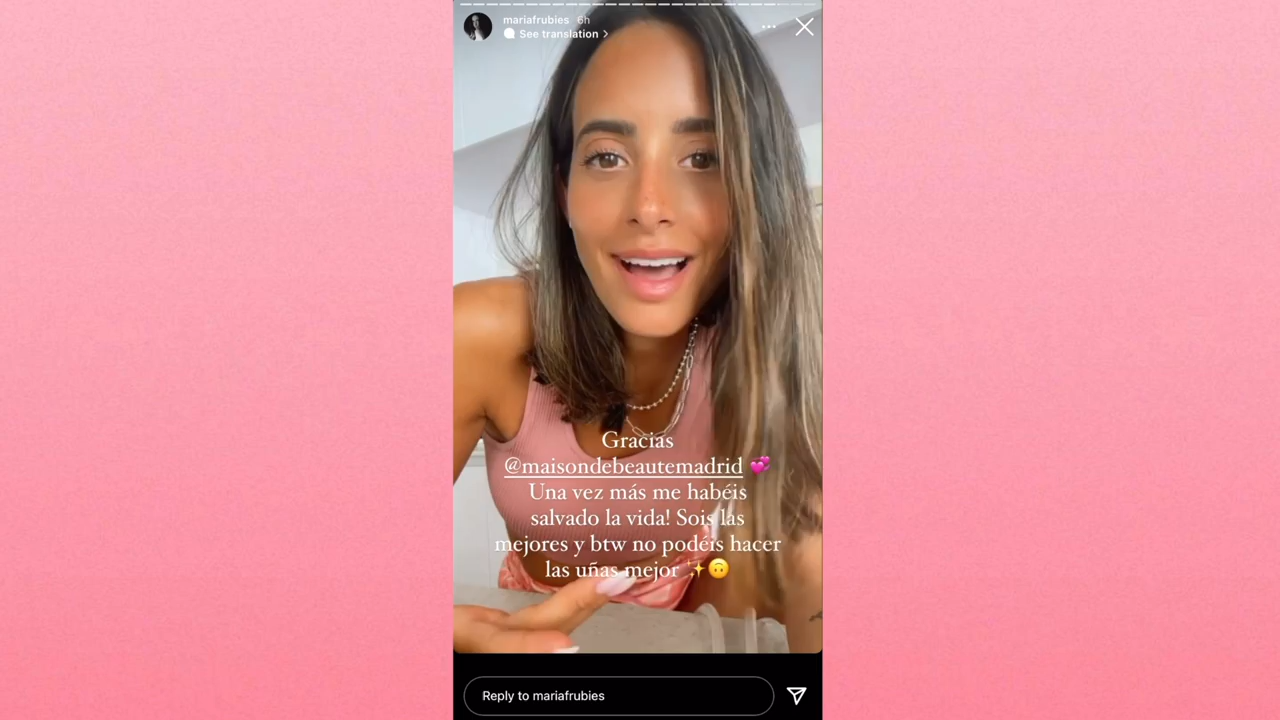 mariafrubies 6h
See translation
Gracias
@maisondebeautemadrid 💞
Una vez más me habéis
salvado la vida! Sois las
mejores y btw no podéis hacer
las uñas mejor ✨🙃
Reply to mariafrubies